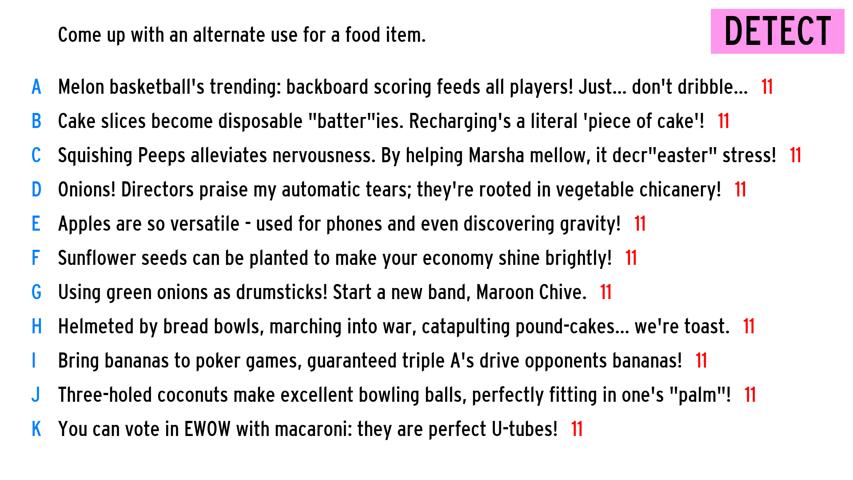 Come up with an alternate use for a food item.
DETECT
A Melon basketball's trending: backboard scoring feeds all players! Just... don't dribble... 11
B Cake slices become disposable "batter"ies. Recharging's a literal 'piece of cake'! 11
C Squishing Peeps alleviates nervousness. By helping Marsha mellow, it decr"easter" stress! 11
D Onions! Directors praise my automatic tears; they're rooted in vegetable chicanery! 11
E Apples are so versatile - used for phones and even discovering gravity! 11
F Sunflower seeds can be planted to make your economy shine brightly! 11
G Using green onions as drumsticks! Start a new band, Maroon Chive. 11
H Helmeted by bread bowls, marching into war, catapulting pound-cakes... we're toast. 11
I Bring bananas to poker games, guaranteed triple A's drive opponents bananas! 11
J Three-holed coconuts make excellent bowling balls, perfectly fitting in one's "palm"! 11
K You can vote in EWOW with macaroni: they are perfect U-tubes! 11